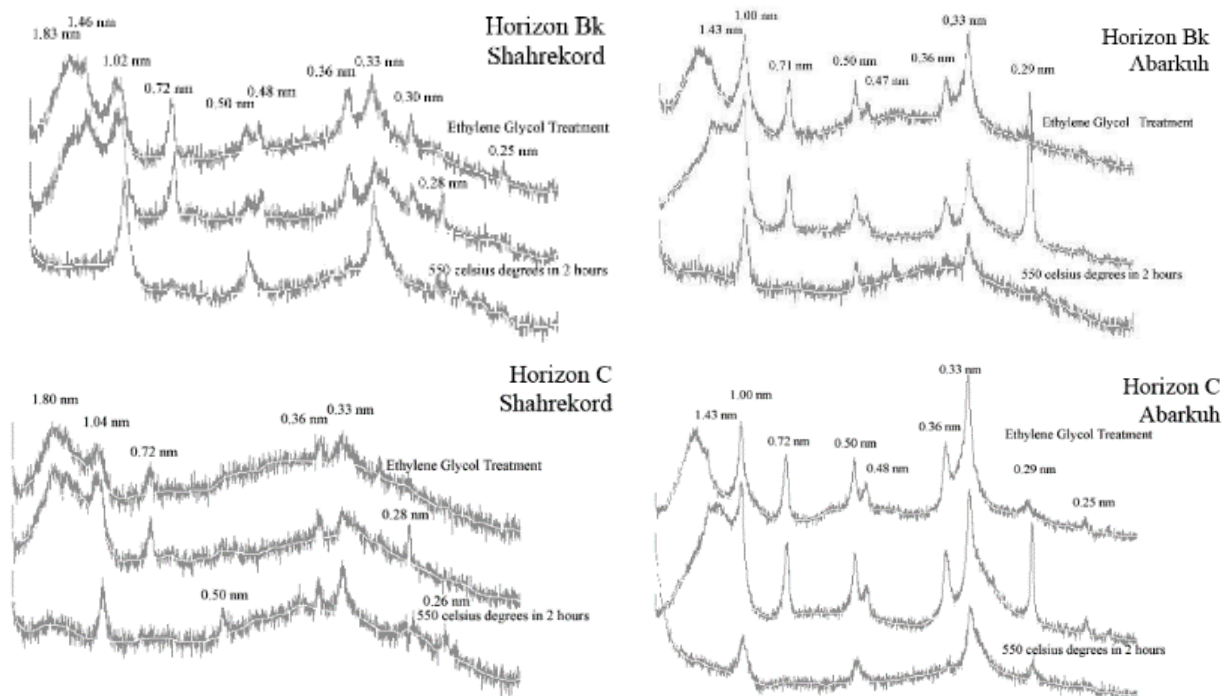 Horizon Bk
Shahrekord
1.83 nm
1.46 nm
1.02 nm
0.72 nm
0.50 nm
0.48 nm
0.36 nm
0.33 nm
0.30 nm
Ethylene Glycol Treatment
0.25 nm
0.28 nm
550 celsius degrees in 2 hours
Horizon Bk
Abarkuh
1.43 nm
1.00 nm
0.71 nm
0.50 nm
0.47 nm
0.36 nm
0,33 nm
0.29 nm
Ethylene Glycol Treatment
550 celsius degrees in 2 hours
Horizon C
Shahrekord
1.80 nm
1.04 nm
0.72 nm
0.36 nm
0.33 nm
Ethylene Glycol Treatment
0.28 nm
0.50 nm
0.26 nm
550 celsius degrees in 2 hours
Horizon C
Abarkuh
1.43 nm
1.00 nm
0.72 nm
0.50 nm
0.48 nm
0.36 nm
0.33 nm
Ethylene Glycol Treatment
0.29 nm
0.25 nm
550 celsius degrees in 2 hours